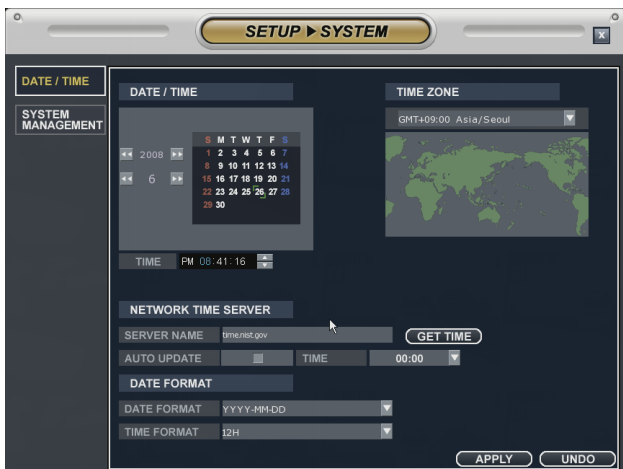 SETUP ▶ SYSTEM
X
DATE / TIME
SYSTEM
MANAGEMENT
DATE / TIME
2008
6
S M T W T F S
1 2 3 4 5 6 7
8 9 10 11 12 13 14
15 16 17 18 19 20 21
22 23 24 25 26 27 28
29 30
TIME PM 08:41:16
TIME ZONE
GMT+09:00 Asia/Seoul
NETWORK TIME SERVER
SERVER NAME time.nist.gov GET TIME
AUTO UPDATE TIME 00:00
DATE FORMAT
DATE FORMAT YYYY-MM-DD
TIME FORMAT 12H
APPLY UNDO